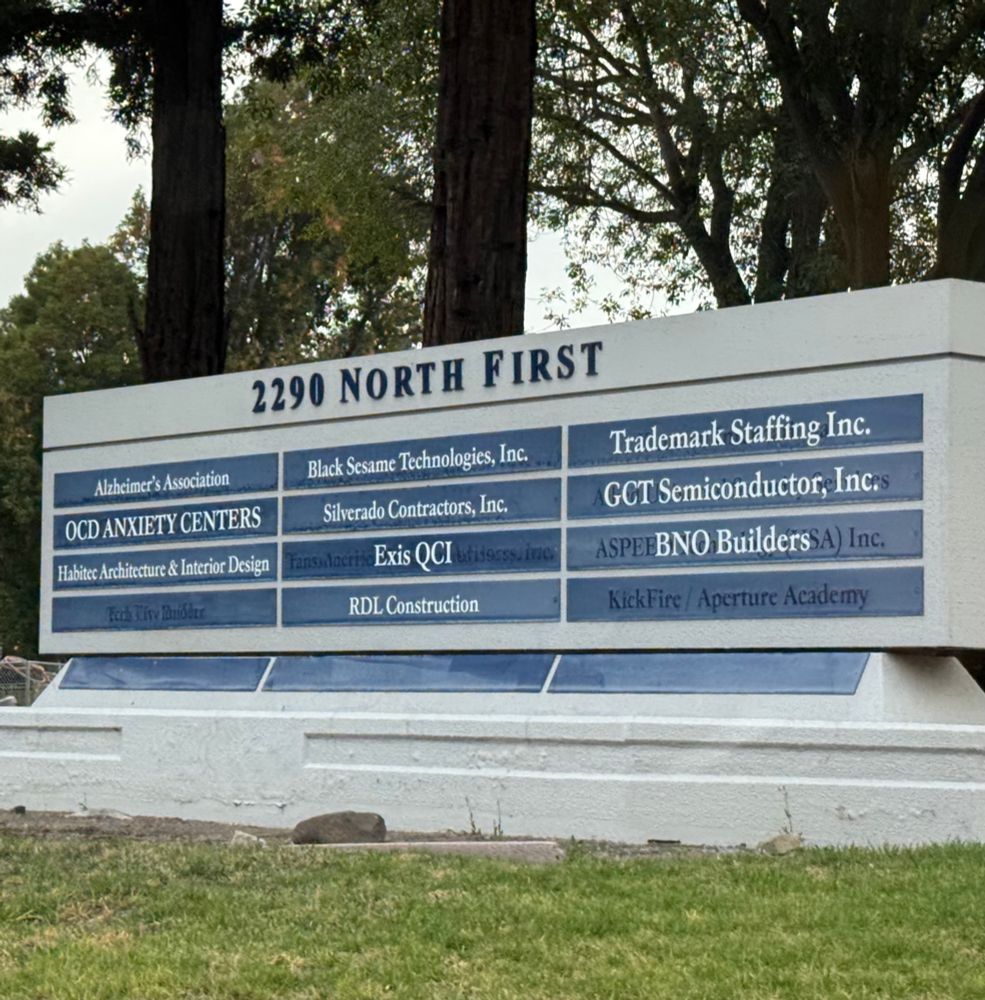 2290 NORTH FIRST
Alzheimer's Association
OCD ANXIETY CENTERS
Habitec Architecture & Interior Design
Black Sesame Technologies, Inc.
Silverado Contractors, Inc.
Exis QCI
RDL Construction
Trademark Staffing Inc.
GCT Semiconductor, Inc.
BNO Builders
KickFire / Aperture Academy